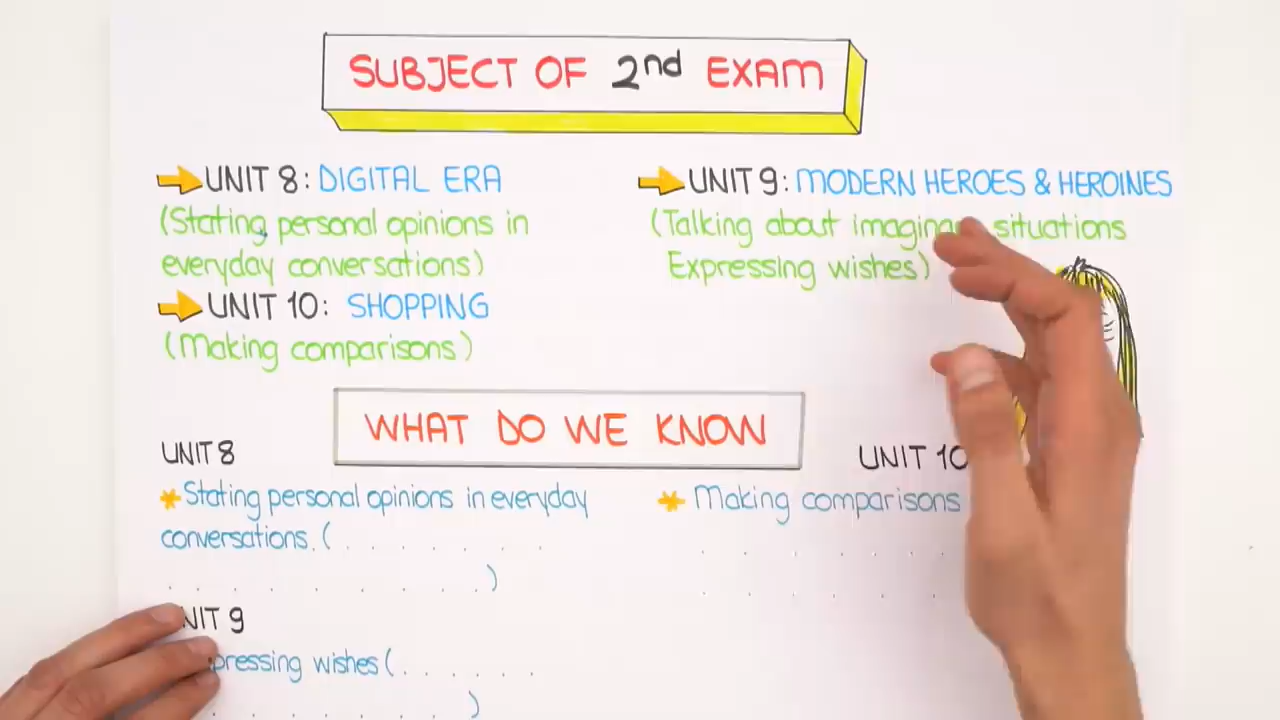 SUBJECT OF 2nd EXAM
UNIT 8: DIGITAL ERA
(Stating personal opinions in
everyday conversations)
UNIT 10: SHOPPING
(Making comparisons)
UNIT 9: MODERN HEROES & HEROINES
(Talking about imaginary situations
Expressing wishes)
WHAT DO WE KNOW
UNIT 8
Stating personal opinions in everyday
conversations. ( . . . . . .
. . . . . . . . . . .)
UNIT 9
pressing wishes ( . . . . . .
. . . . . . . )
UNIT 10
Making comparisons